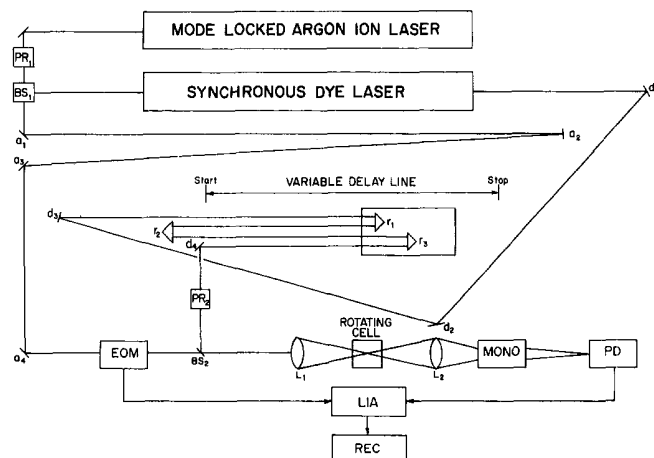 MODE LOCKED ARGON ION LASER
PR1
BS1
SYNCHRONOUS DYE LASER
d
a1
a2
a3
Start
VARIABLE DELAY LINE
Stop
d3
r1
r2
d4
r3
PR2
d2
ROTATING
CELL
a4
EOM
BS2
L1
L2
MONO
PD
LIA
REC